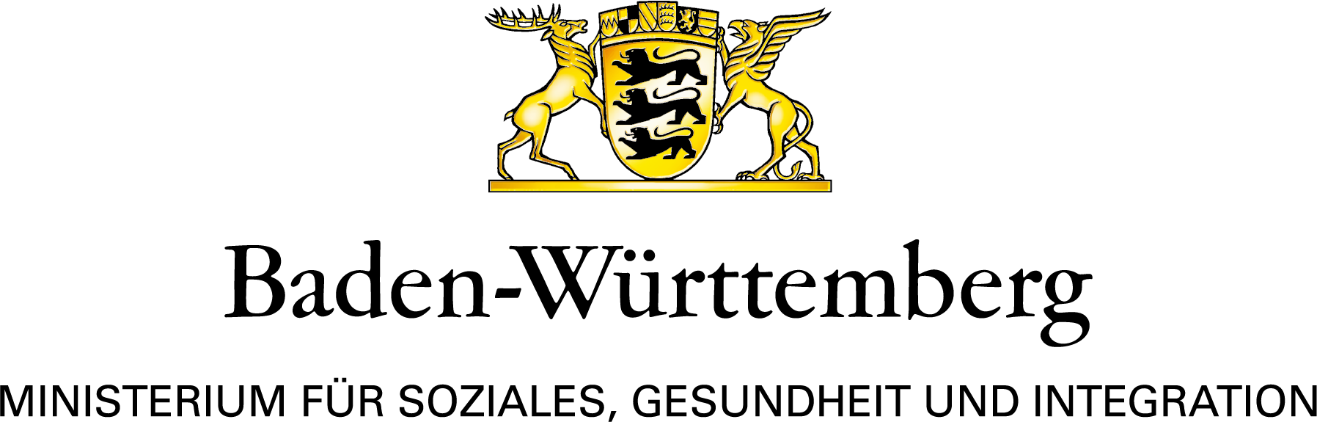 Baden-Württemberg
MINISTERIUM FÜR SOZIALES, GESUNDHEIT UND INTEGRATION